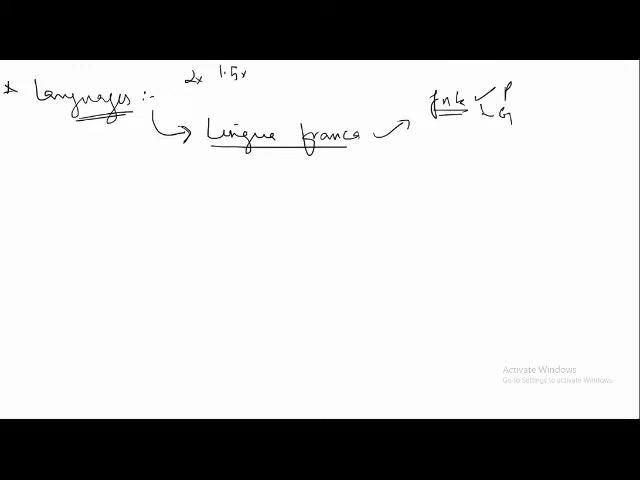 2x 1.5x
* Languages :-
Lingua franca
P
G
Activate Windows
Go to Settings to activate Windows.